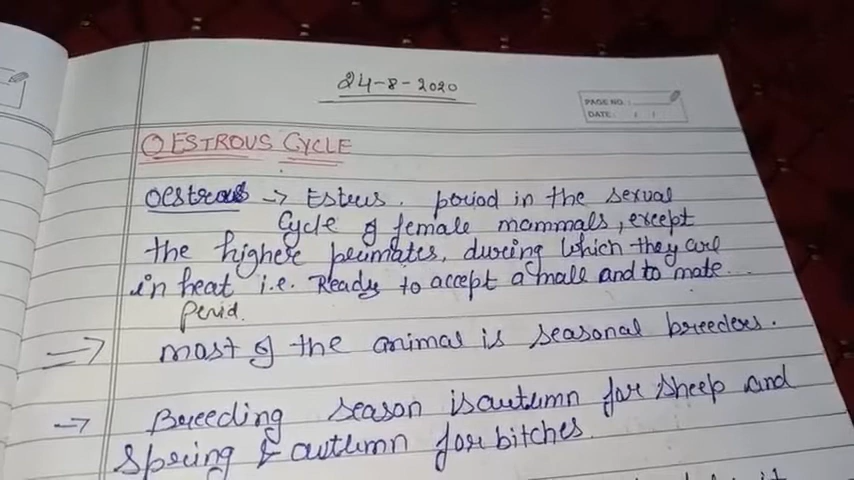 24-8-2020
PAGE NO.:
DATE: / /
OESTROUS CYCLE
oestrous → Estrus. period in the sexual
Cycle of female mammals, except
the higher primates, during which they are
in heat i.e. Ready to accept a male and to mate
perid.
⇒ most of the animal is seasonal breeders.
→ Breeding season is autumn for sheep and
spring & autumn for bitches.